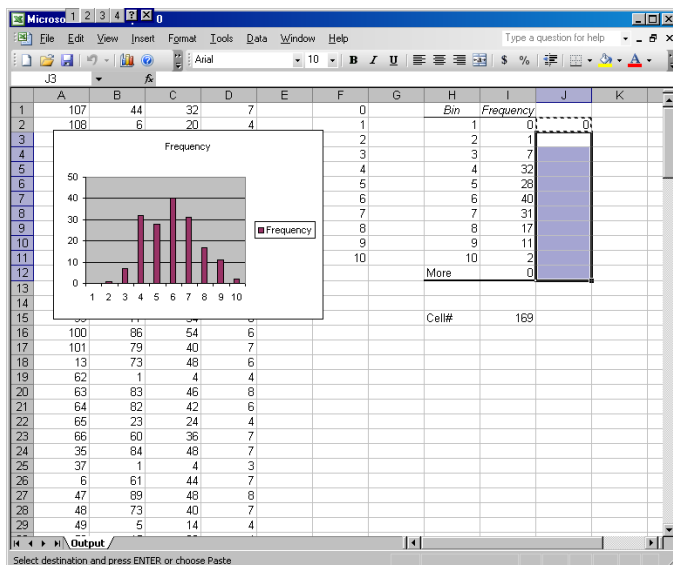 Microso 1 2 3 4 ? X 0
File Edit View Insert Format Tools Data Window Help Type a question for help
Arial 10 B I U $ % A
J3 fx
A B C D E F G H I J K
1 107 44 32 7 0 Bin Frequency
2 108 6 20 4 1 1 0 0
3 2 2 1
4 3 3 7
5 4 4 32
6 5 5 28
7 6 6 40
8 7 7 31
9 8 8 17
10 9 9 11
11 10 10 2
12 More 0
13
14
15 Cell# 169
16 100 86 54 6
17 101 79 40 7
18 13 73 48 6
19 62 1 4 4
20 63 83 46 8
21 64 82 42 6
22 65 23 24 4
23 66 60 36 7
24 35 84 48 7
25 37 1 4 3
26 6 61 44 7
27 47 89 48 8
28 48 73 40 7
29 49 5 14 4
Frequency
50
40
30
20
10
0
1 2 3 4 5 6 7 8 9 10
Frequency
Output
Select destination and press ENTER or choose Paste